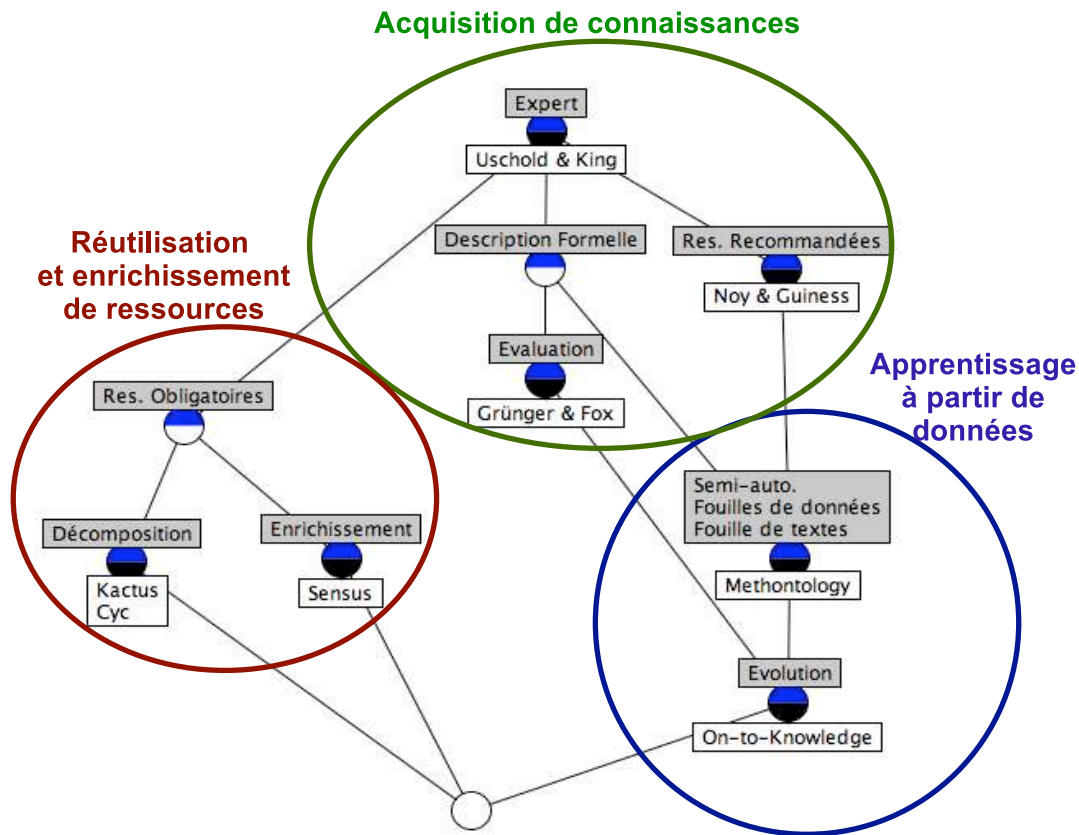 Acquisition de connaissances
Expert
Uschold & King
Réutilisation
et enrichissement
de ressources
Description Formelle
Res. Recommandées
Noy & Guiness
Evaluation
Grünger & Fox
Apprentissage
à partir de
données
Res. Obligatoires
Semi-auto.
Fouilles de données
Fouille de textes
Décomposition
Enrichissement
Kactus
Cyc
Sensus
Methontology
Evolution
On-to-Knowledge